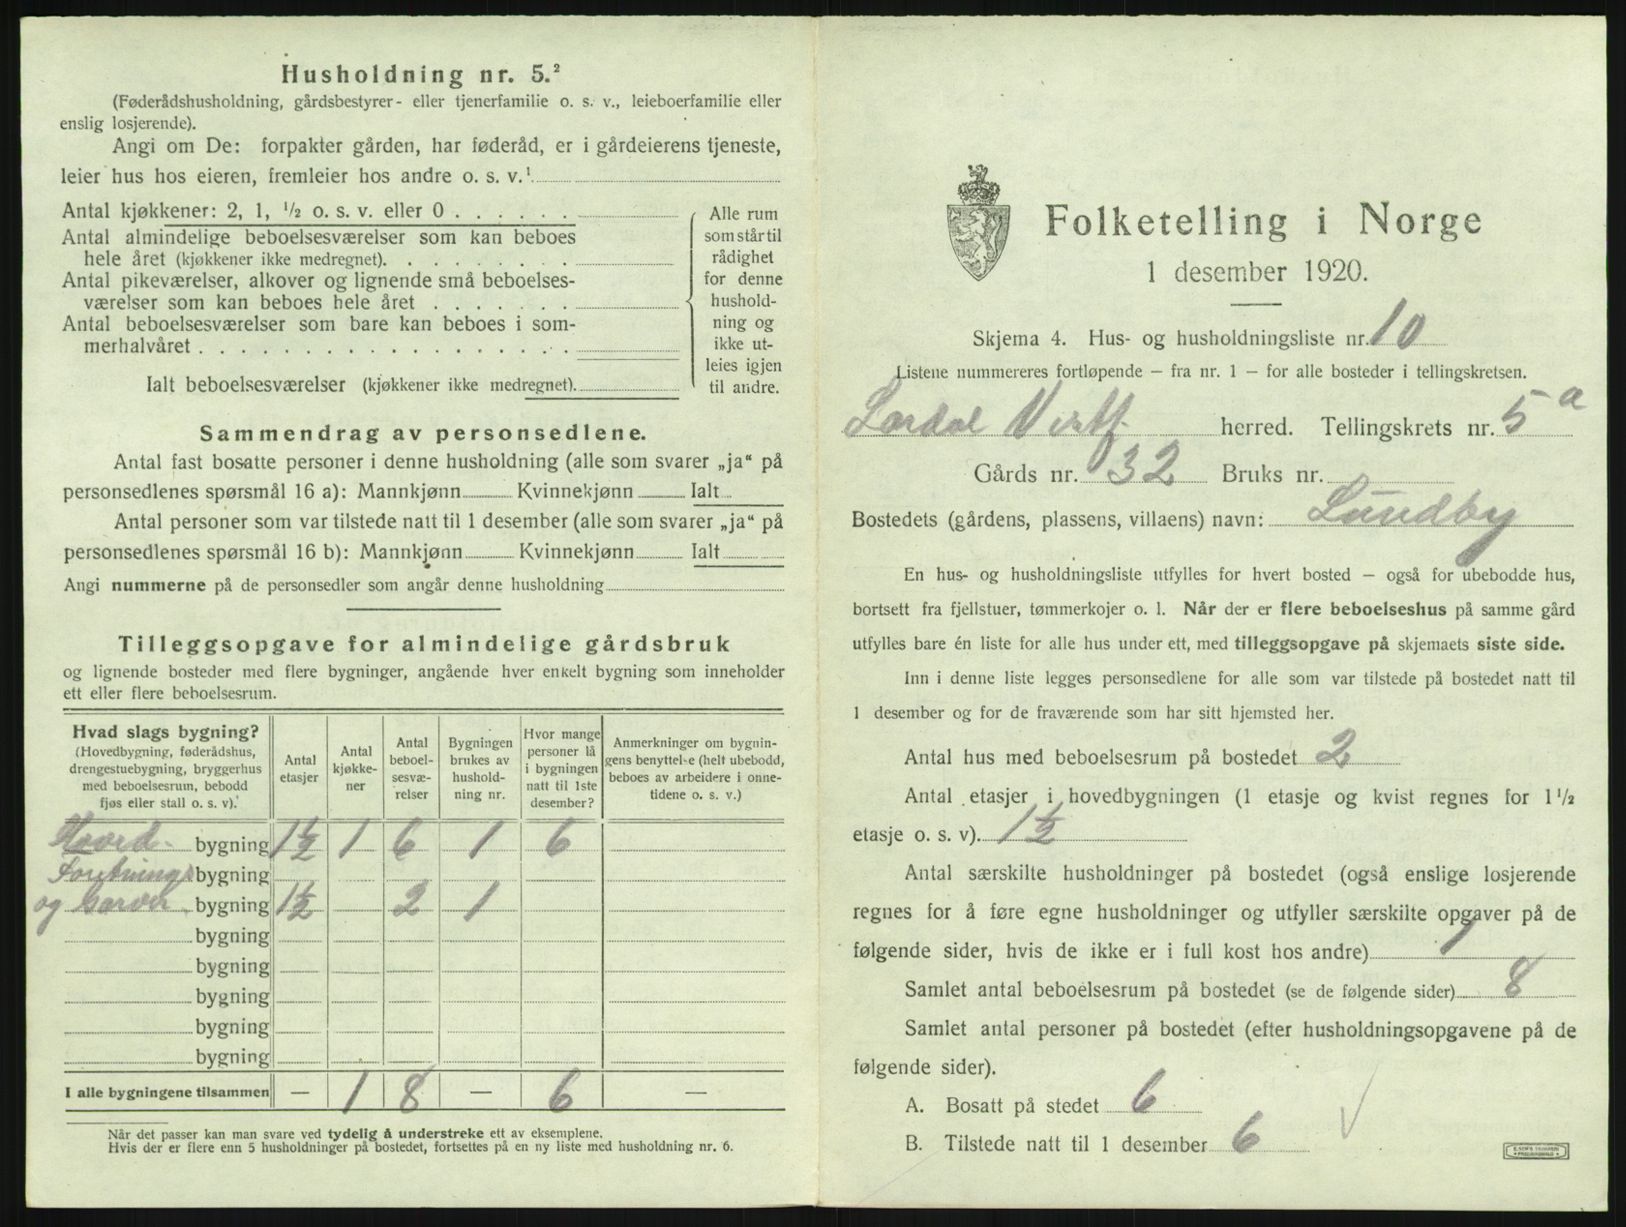 Husholdning nr. 5.²
(Føderådshusholdning, gårdsbestyrer- eller tjenerfamilie o. s. v., leieboerfamilie eller
enslig losjerende).
Angi om De: forpakter gården, har føderåd, er i gårdeierens tjeneste,
leier hus hos eieren, fremleier hos andre o. s. v.¹
Antal kjøkkener: 2, 1, ½ o. s. v. eller 0 . . . . . .
Antal almindelige beboelsesværelser som kan beboes
hele året (kjøkkener ikke medregnet). . . . . . . . .
Antal pikeværelser, alkover og lignende små beboelses-
værelser som kan beboes hele året . . . . . . .
Antal beboelsesværelser som bare kan beboes i som-
merhalvåret . . . . . . . . . . . . . . . . . .
Ialt beboelsesværelser (kjøkkener ikke medregnet).
Alle rum
som står til
rådighet
for denne
hushold-
ning og
ikke ut-
leies igjen
til andre.
Sammendrag av personsedlene.
Antal fast bosatte personer i denne husholdning (alle som svarer „ja“ på
personsedlenes spørsmål 16 a): Mannkjønn Kvinnekjønn Ialt
Antal personer som var tilstede natt til 1 desember (alle som svarer „ja“ på
personsedlenes spørsmål 16 b): Mannkjønn Kvinnekjønn Ialt
Angi nummerne på de personsedler som angår denne husholdning
Tilleggsopgave for almindelige gårdsbruk
og lignende bosteder med flere bygninger, angående hver enkelt bygning som inneholder
ett eller flere beboelsesrum.
Hvad slags bygning?
(Hovedbygning, føderådshus,
drengestuebygning, bryggerhus
med beboelsesrum, bebodd
fjøs eller stall o. s. v).¹
Antal
etasjer
Antal
kjøkke-
ner
Antal
beboel-
sesvæ-
relser
Bygningen
brukes av
hushold-
ning nr.
Hvor mange
personer lå
i bygningen
natt til 1ste
desember?
Anmerkninger om bygnin-
gens benyttelse (helt ubebodd,
beboes av arbeidere i onne-
tidene o. s. v.)
Hoved- bygning 1½ 1 6 1 6
Foretnings bygning
og Garver bygning 1½ 2 1
bygning
bygning
bygning
bygning
bygning
I alle bygningene tilsammen — 1 8 — 6 —
Når det passer kan man svare ved tydelig å understreke ett av eksemplene.
Hvis der er flere enn 5 husholdninger på bostedet, fortsettes på en ny liste med husholdning nr. 6.
Folketelling i Norge
1 desember 1920.
Skjema 4. Hus- og husholdningsliste nr. 10
Listene nummereres fortløpende — fra nr. 1 — for alle bosteder i tellingskretsen.
Lardal Vestf. herred. Tellingskrets nr. 5 a
Gårds nr. 32 Bruks nr.
Bostedets (gårdens, plassens, villaens) navn: Lundby
En hus- og husholdningsliste utfylles for hvert bosted — også for ubebodde hus,
bortsett fra fjellstuer, tømmerkojer o. l. Når der er flere beboelseshus på samme gård
utfylles bare én liste for alle hus under ett, med tilleggsopgave på skjemaets siste side.
Inn i denne liste legges personsedlene for alle som var tilstede på bostedet natt til
1 desember og for de fraværende som har sitt hjemsted her.
Antal hus med beboelsesrum på bostedet 2
Antal etasjer i hovedbygningen (1 etasje og kvist regnes for 1½
etasje o. s. v). 1½
Antal særskilte husholdninger på bostedet (også enslige losjerende
regnes for å føre egne husholdninger og utfyller særskilte opgaver på de
følgende sider, hvis de ikke er i full kost hos andre) 1
Samlet antal beboelsesrum på bostedet (se de følgende sider) 8
Samlet antal personer på bostedet (efter husholdningsopgavene på de
følgende sider).
A. Bosatt på stedet 6
B. Tilstede natt til 1 desember 6